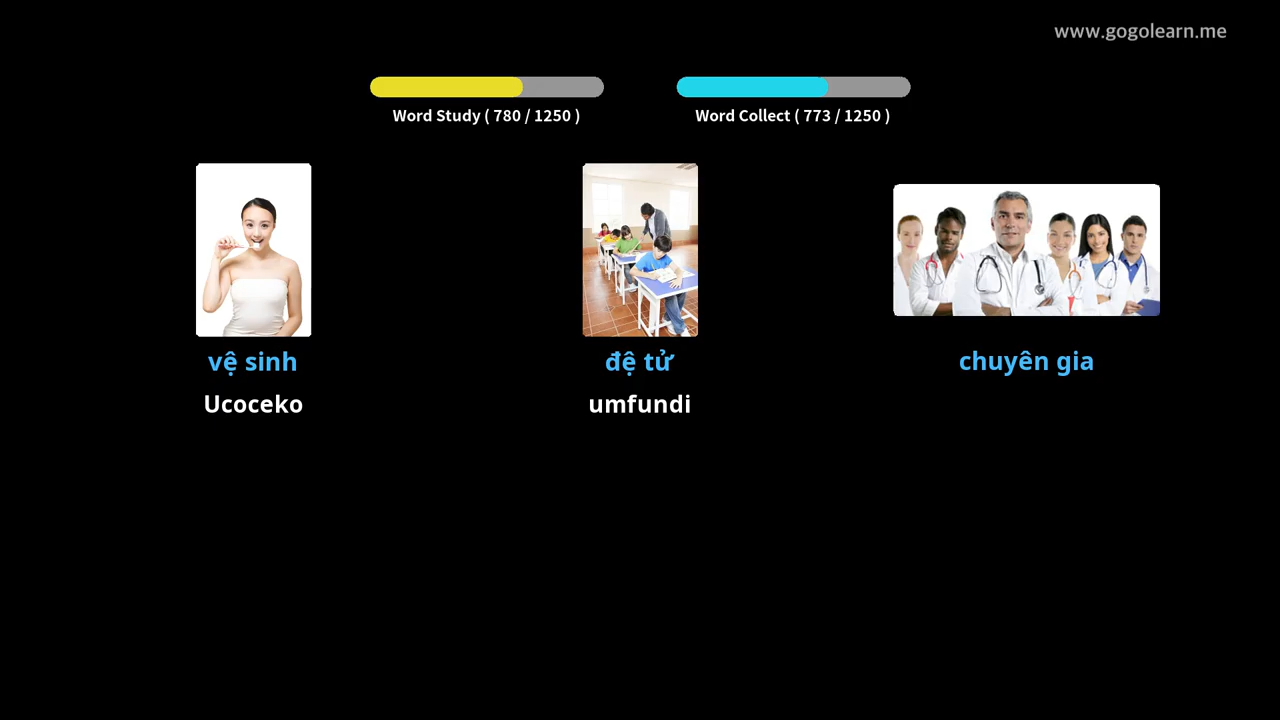 www.gogolearn.me
Word Study ( 780 / 1250 )
Word Collect ( 773 / 1250 )
vệ sinh
đệ tử
chuyên gia
Ucoceko
umfundi